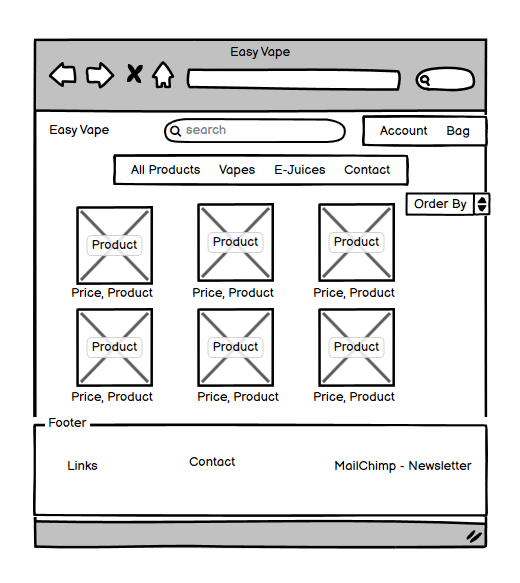 Easy Vape
Easy Vape search Account Bag
All Products Vapes E-Juices Contact
Order By
Product Product Product
Price, Product Price, Product Price, Product
Product Product Product
Price, Product Price, Product Price, Product
Footer
Links Contact MailChimp - Newsletter